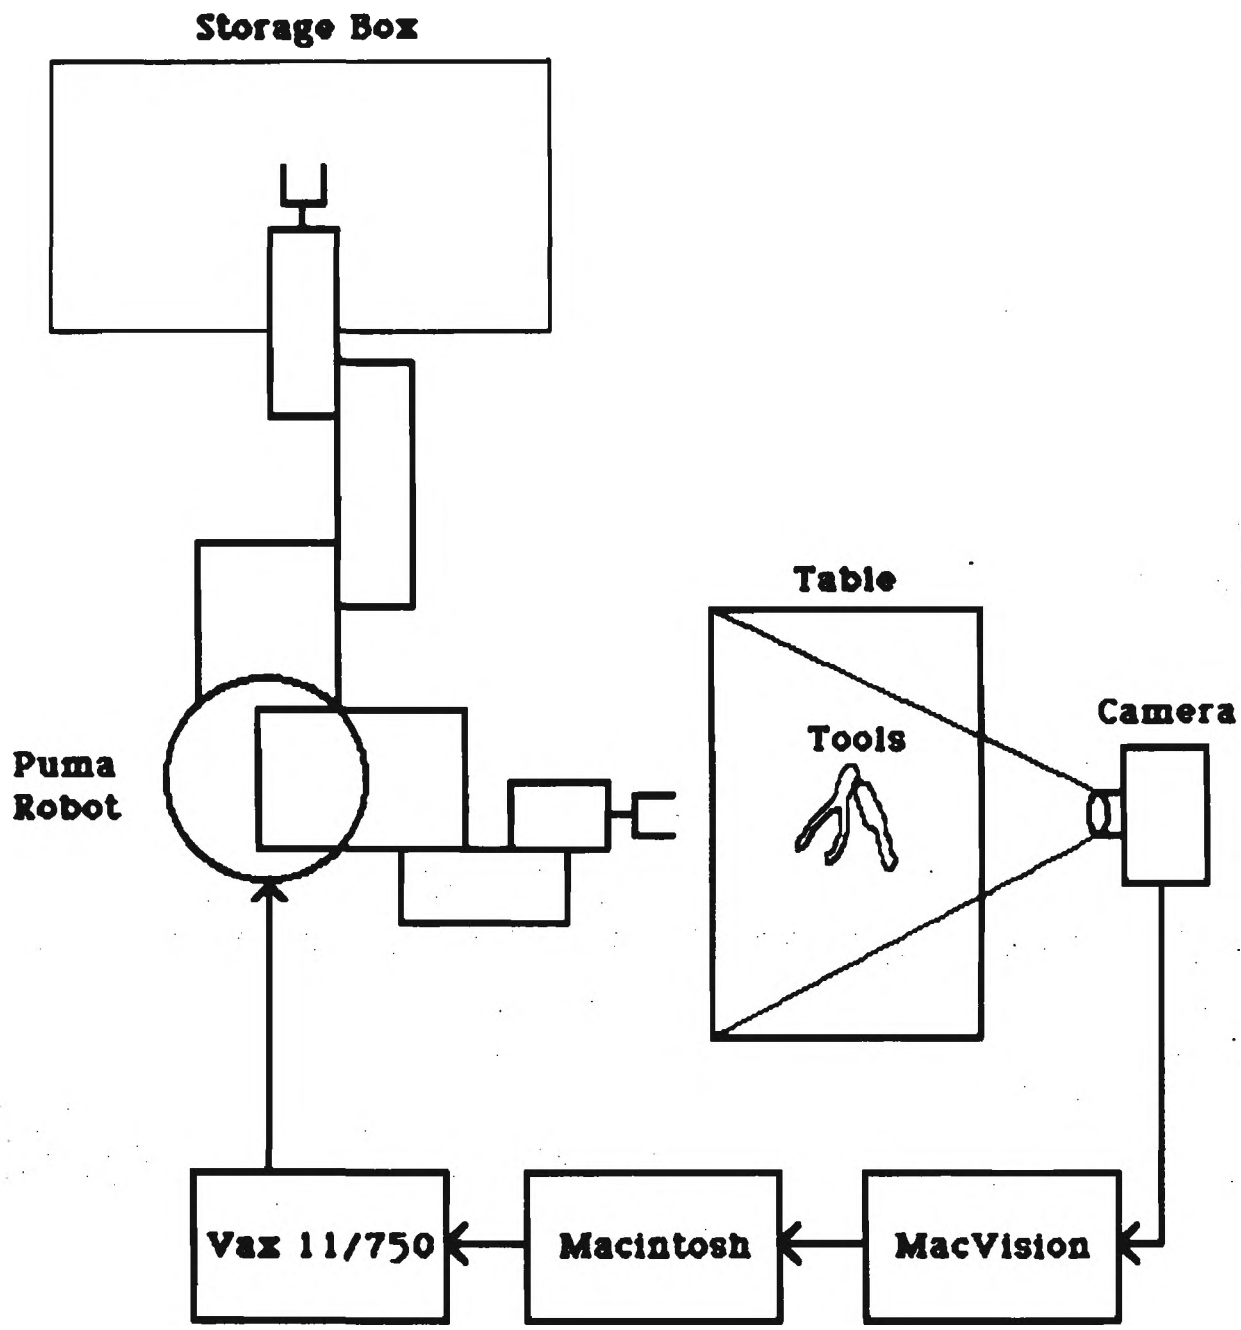 Storage Box
Table
Camera
Tools
Puma
Robot
Vax 11/750
Macintosh
MacVision